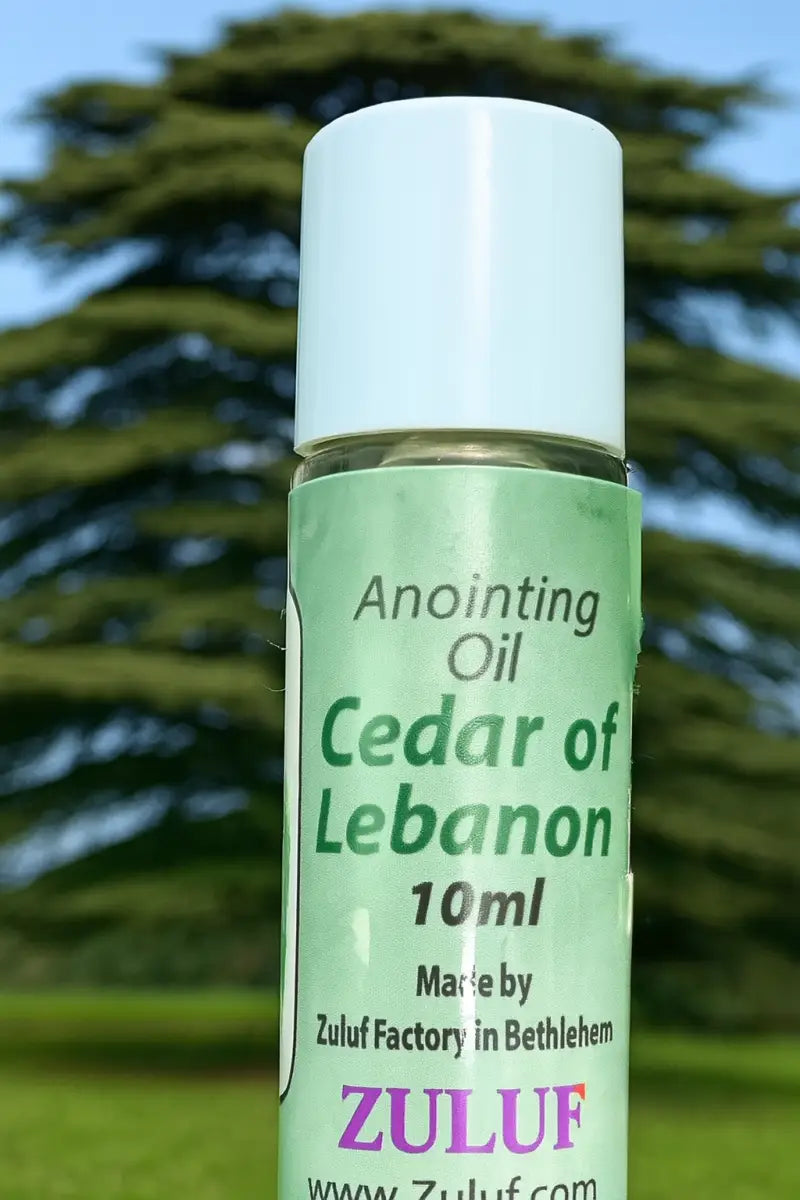 Anointing
Oil
Cedar of
Lebanon
10ml
Made by
Zuluf Factory in Bethlehem
ZULUF
www.Zuluf.com